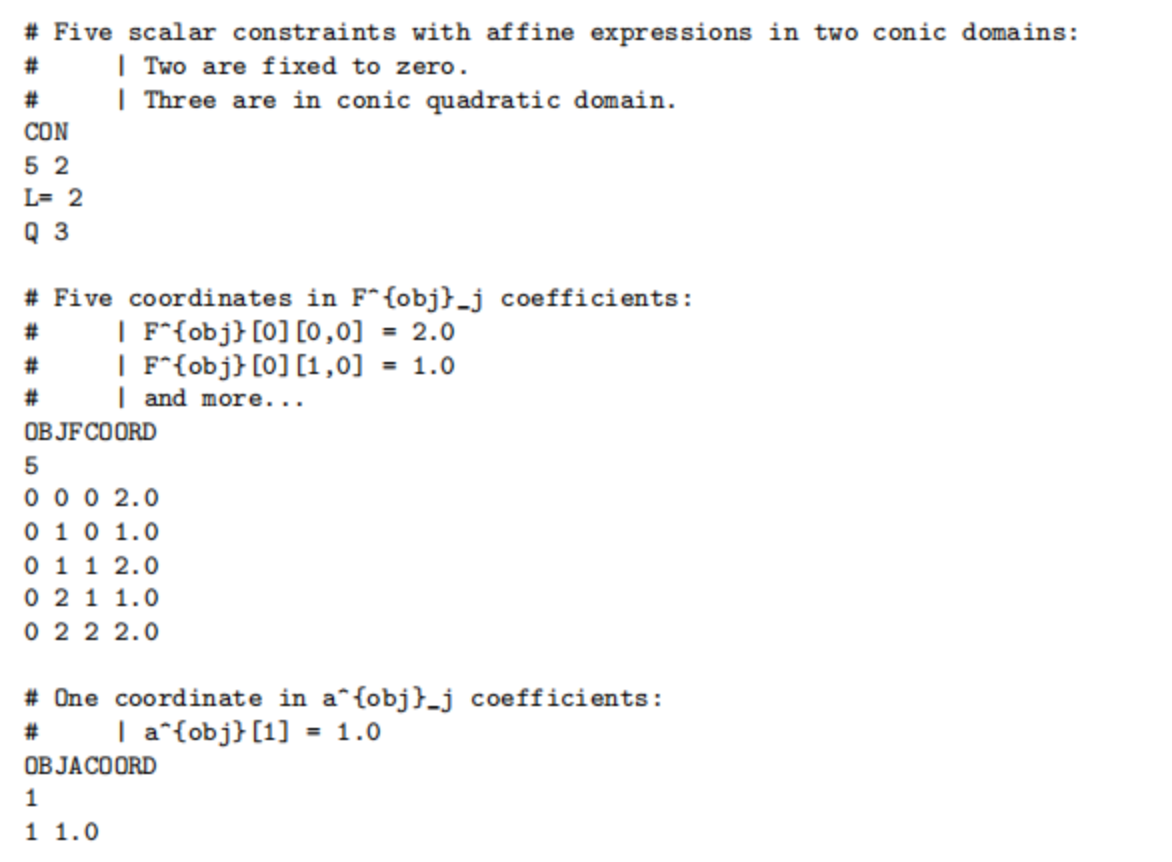 # Five scalar constraints with affine expressions in two conic domains:
#     | Two are fixed to zero.
#     | Three are in conic quadratic domain.
CON
5 2
L= 2
Q 3

# Five coordinates in F^{obj}_j coefficients:
#     | F^{obj}[0][0,0] = 2.0
#     | F^{obj}[0][1,0] = 1.0
#     | and more...
OBJFCOORD
5
0 0 0 2.0
0 1 0 1.0
0 1 1 2.0
0 2 1 1.0
0 2 2 2.0

# One coordinate in a^{obj}_j coefficients:
#     | a^{obj}[1] = 1.0
OBJACOORD
1
1 1.0